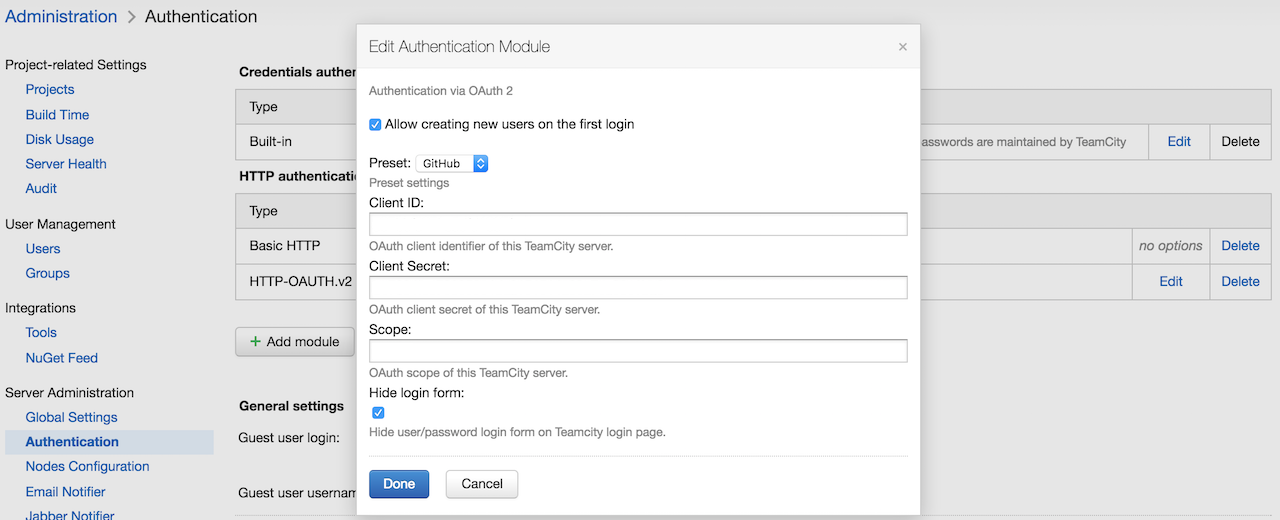 Administration > Authentication
Project-related Settings
Projects
Build Time
Disk Usage
Server Health
Audit
User Management
Users
Groups
Integrations
Tools
NuGet Feed
Server Administration
Global Settings
Authentication
Nodes Configuration
Email Notifier
Jabber Notifier
Credentials auther
Type
Built-in
asswords are maintained by TeamCity
Edit
Delete
HTTP authenticatio
Type
Basic HTTP
no options
Delete
HTTP-OAUTH.v2
Edit
Delete
+ Add module
General settings
Guest user login:
Guest user usernam
Edit Authentication Module ×
Authentication via OAuth 2
Allow creating new users on the first login
Preset: GitHub
Preset settings
Client ID:
OAuth client identifier of this TeamCity server.
Client Secret:
OAuth client secret of this TeamCity server.
Scope:
OAuth scope of this TeamCity server.
Hide login form:
Hide user/password login form on Teamcity login page.
Done
Cancel